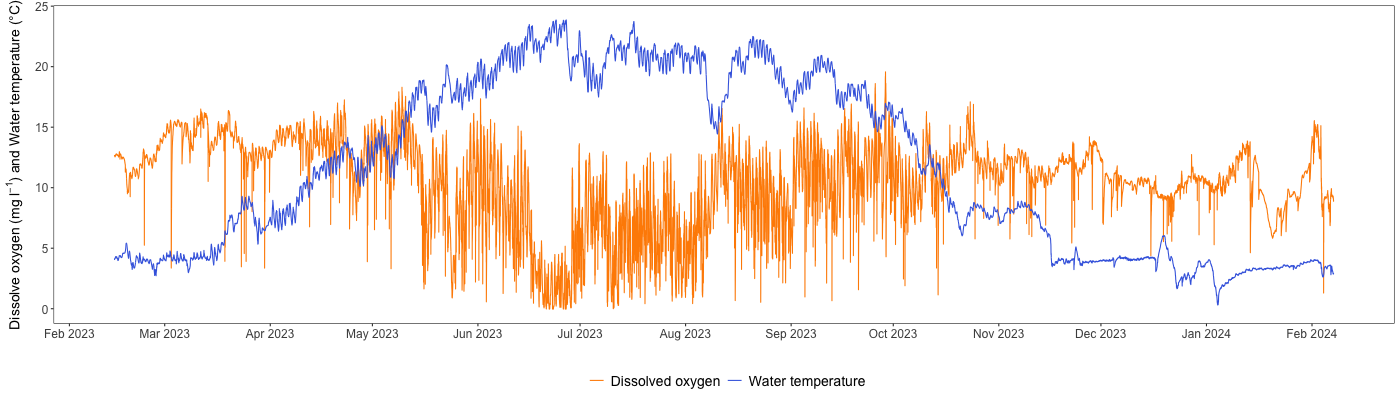 Dissolve oxygen (mg l⁻¹) and Water temperature (°C)
25
20
15
10
5
0
Feb 2023 Mar 2023 Apr 2023 May 2023 Jun 2023 Jul 2023 Aug 2023 Sep 2023 Oct 2023 Nov 2023 Dec 2023 Jan 2024 Feb 2024
Dissolved oxygen Water temperature